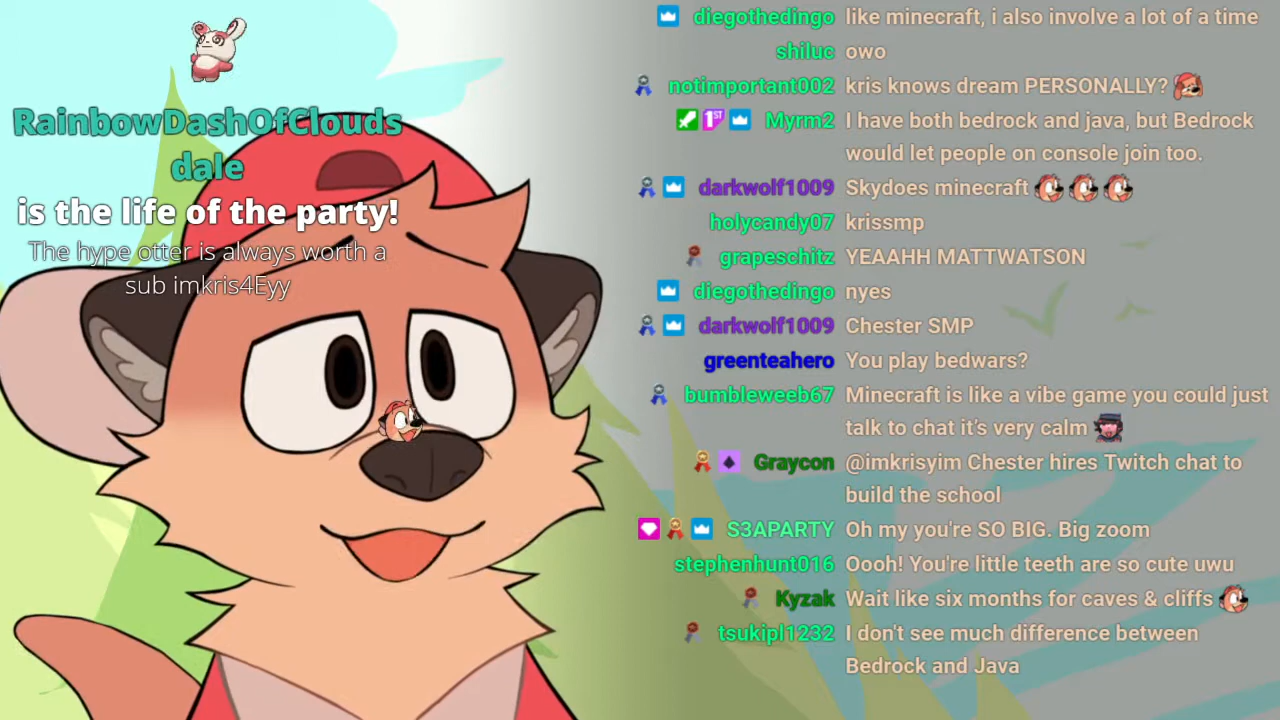 RainbowDashOfClouds
dale
is the life of the party!
The hype otter is always worth a
sub imkris4Eyy
diegothedingo like minecraft, i also involve a lot of a time
shiluc owo
notimportant002 kris knows dream PERSONALLY?
1ST Myrm2 I have both bedrock and java, but Bedrock
would let people on console join too.
darkwolf1009 Skydoes minecraft
holycandy07 krissmp
grapeschitz YEAAHH MATTWATSON
diegothedingo nyes
darkwolf1009 Chester SMP
greenteahero You play bedwars?
bumbleweeb67 Minecraft is like a vibe game you could just
talk to chat it's very calm
Graycon @imkrisyim Chester hires Twitch chat to
build the school
S3APARTY Oh my you're SO BIG. Big zoom
stephenhunt016 Oooh! You're little teeth are so cute uwu
Kyzak Wait like six months for caves & cliffs
tsukipl1232 I don't see much difference between
Bedrock and Java